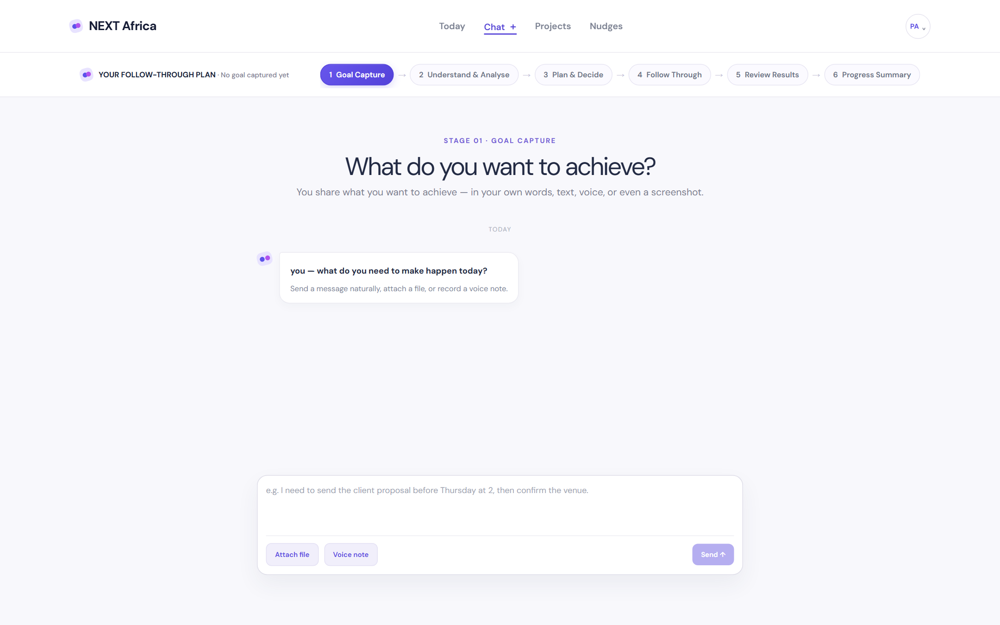 NEXT Africa
Today
Chat +
Projects
Nudges
PA
YOUR FOLLOW-THROUGH PLAN · No goal captured yet
1 Goal Capture → 2 Understand & Analyse → 3 Plan & Decide → 4 Follow Through → 5 Review Results → 6 Progress Summary
STAGE 01 · GOAL CAPTURE
What do you want to achieve?
You share what you want to achieve — in your own words, text, voice, or even a screenshot.
TODAY
you — what do you need to make happen today?
Send a message naturally, attach a file, or record a voice note.
e.g. I need to send the client proposal before Thursday at 2, then confirm the venue.
Attach file
Voice note
Send ↑